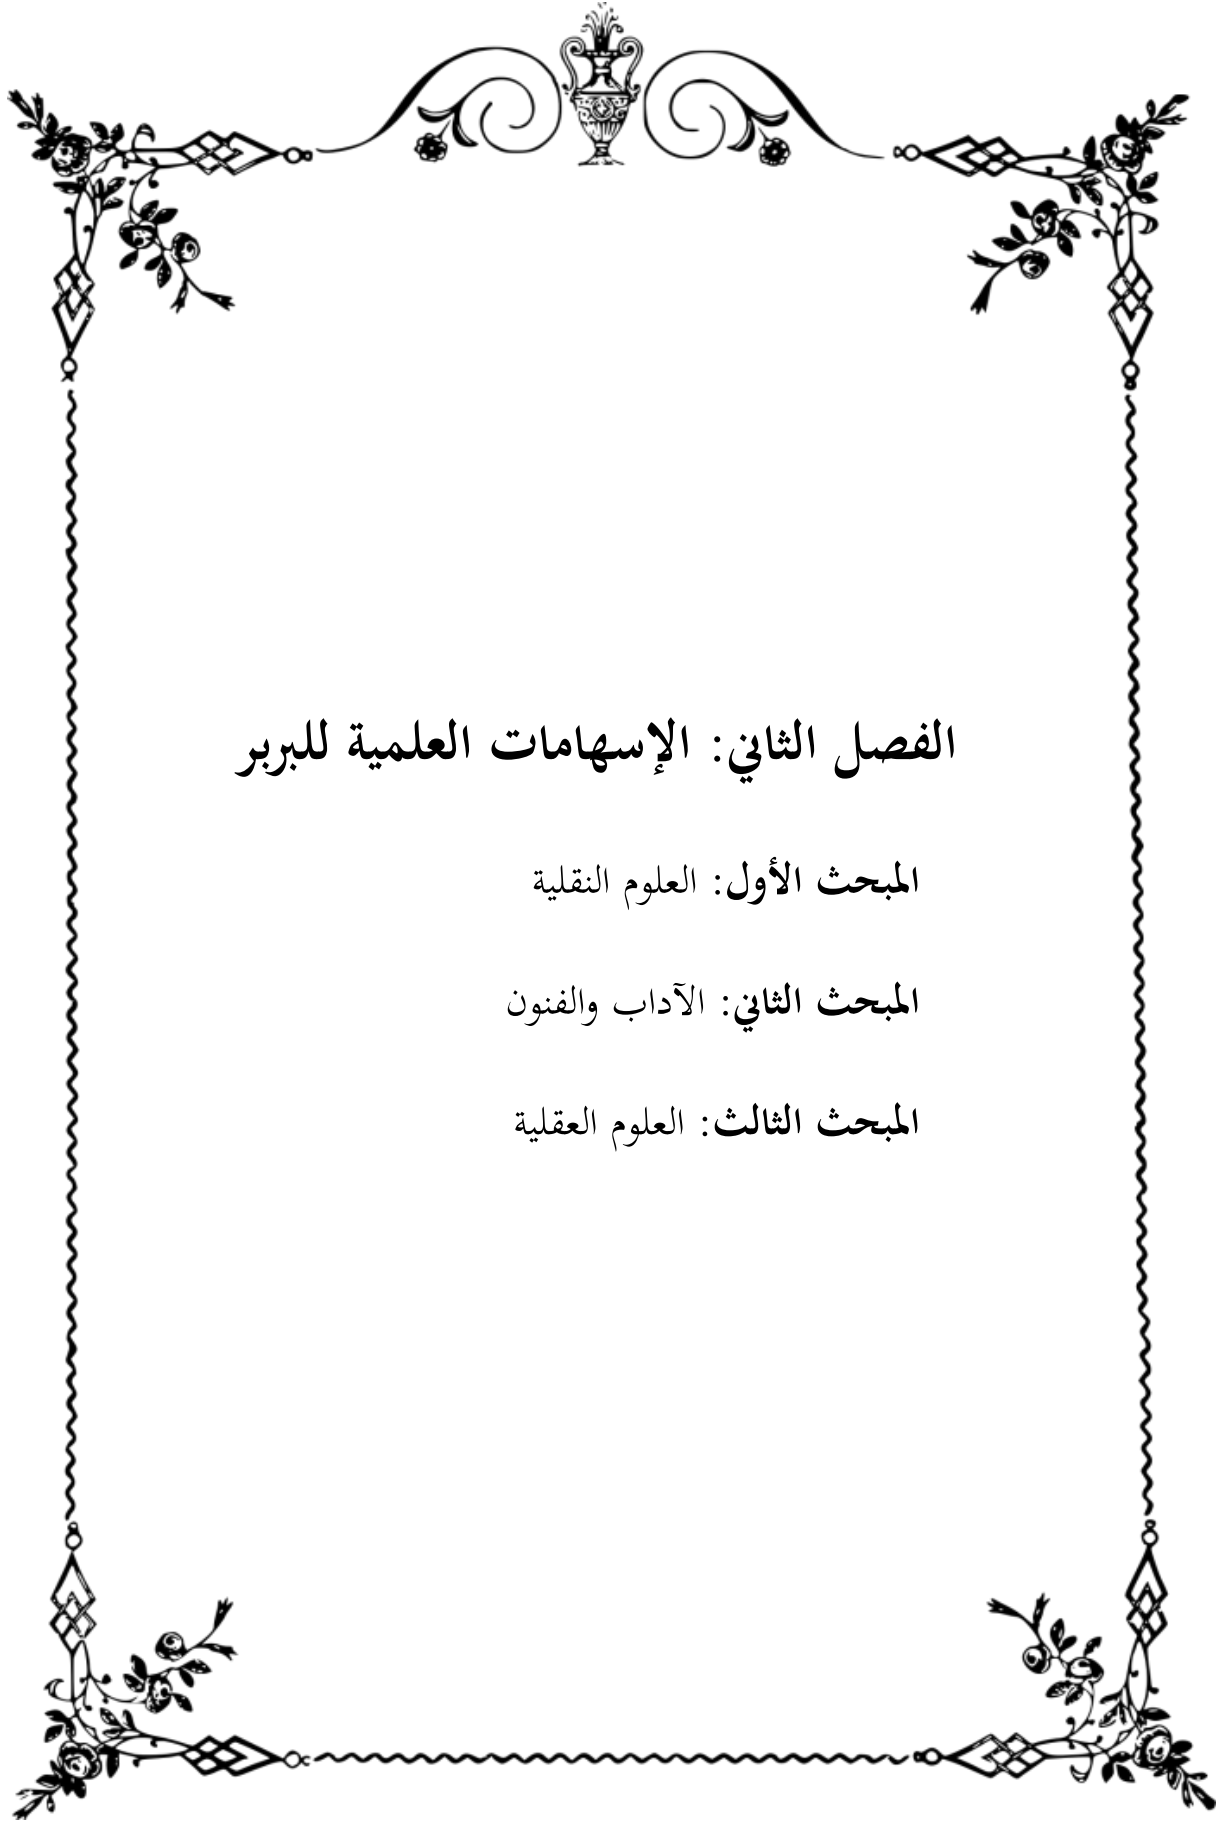 الفصل الثاني: الإسهامات العلمية للبربر
المبحث الأول: العلوم النقلية
المبحث الثاني: الآداب والفنون
المبحث الثالث: العلوم العقلية